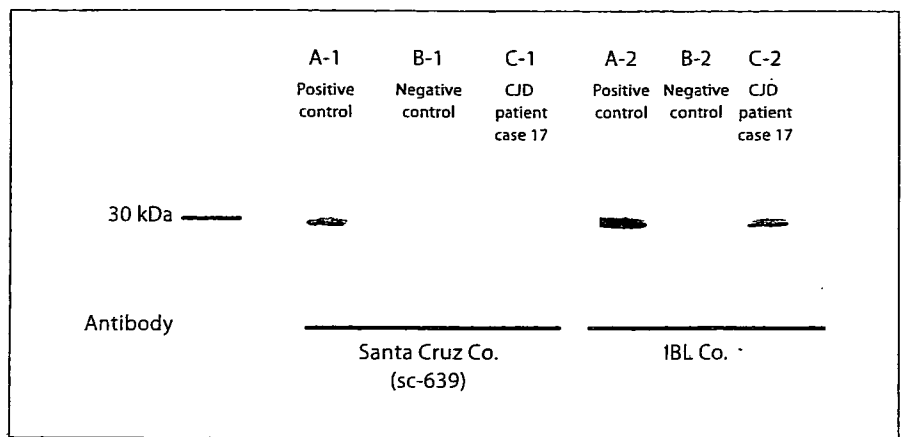 A-1 B-1 C-1 A-2 B-2 C-2
Positive Negative CJD Positive Negative CJD
control control patient control control patient
case 17 case 17
30 kDa
Antibody
Santa Cruz Co. IBL Co.
(sc-639)